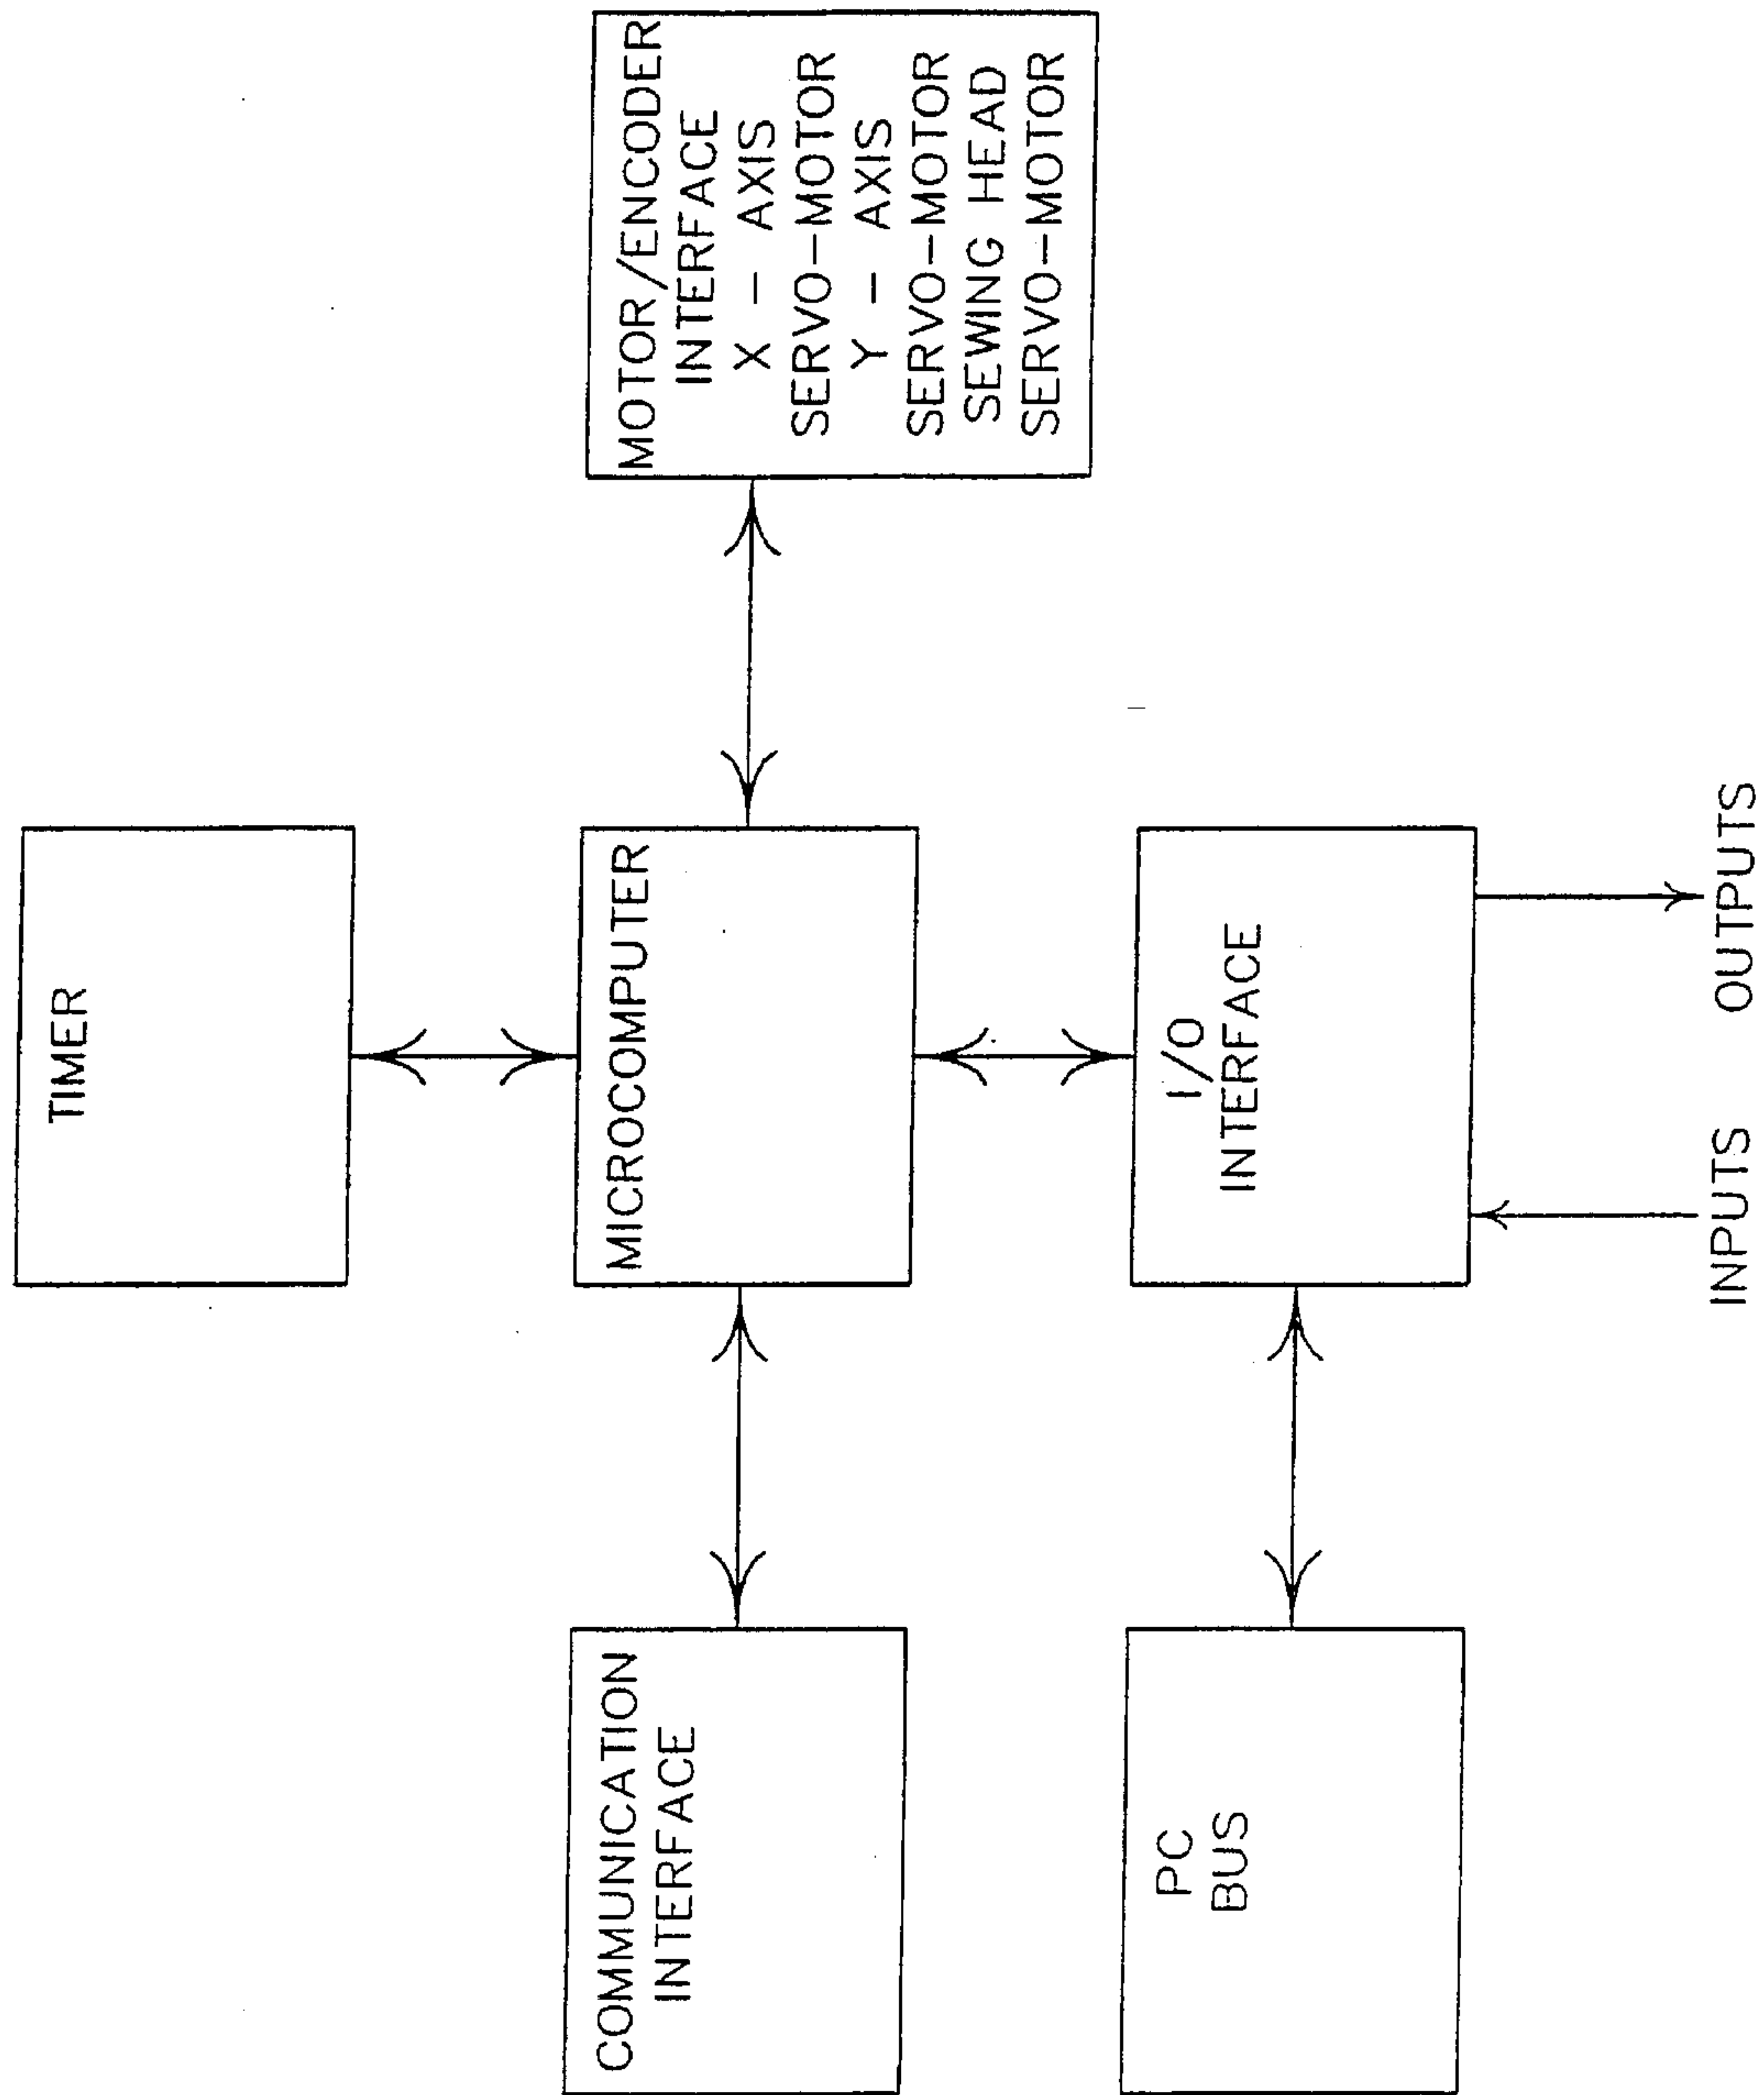 TIMER
COMMUNICATION
INTERFACE
MICROCOMPUTER
MOTOR/ENCODER
INTERFACE
X - AXIS
SERVO-MOTOR
Y - AXIS
SERVO-MOTOR
SEWING HEAD
SERVO-MOTOR
PC
BUS
I/O
INTERFACE
INPUTS
OUTPUTS